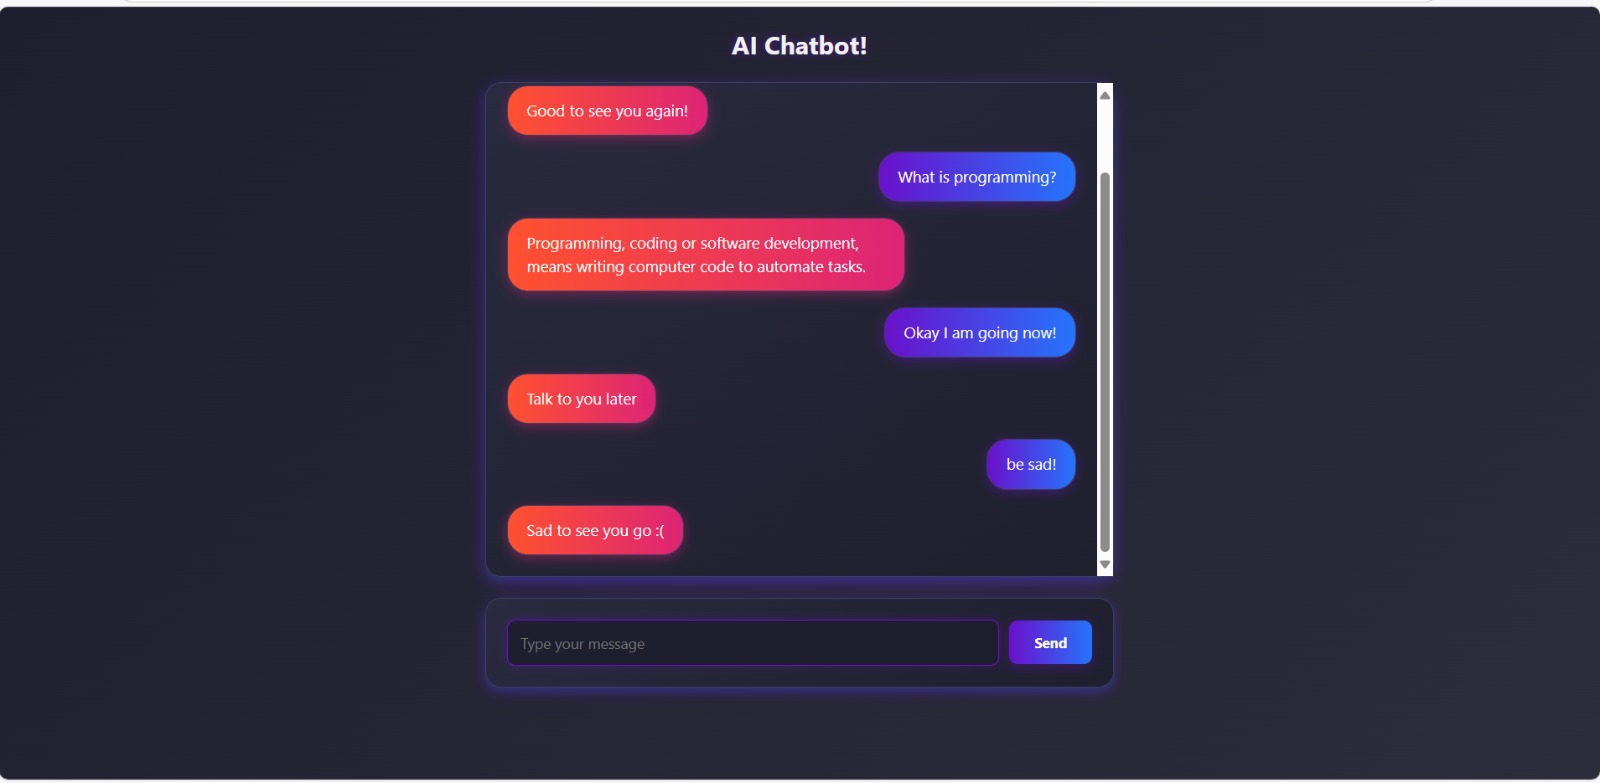 AI Chatbot!
Good to see you again!
What is programming?
Programming, coding or software development,
means writing computer code to automate tasks.
Okay I am going now!
Talk to you later
be sad!
Sad to see you go :(
Type your message
Send